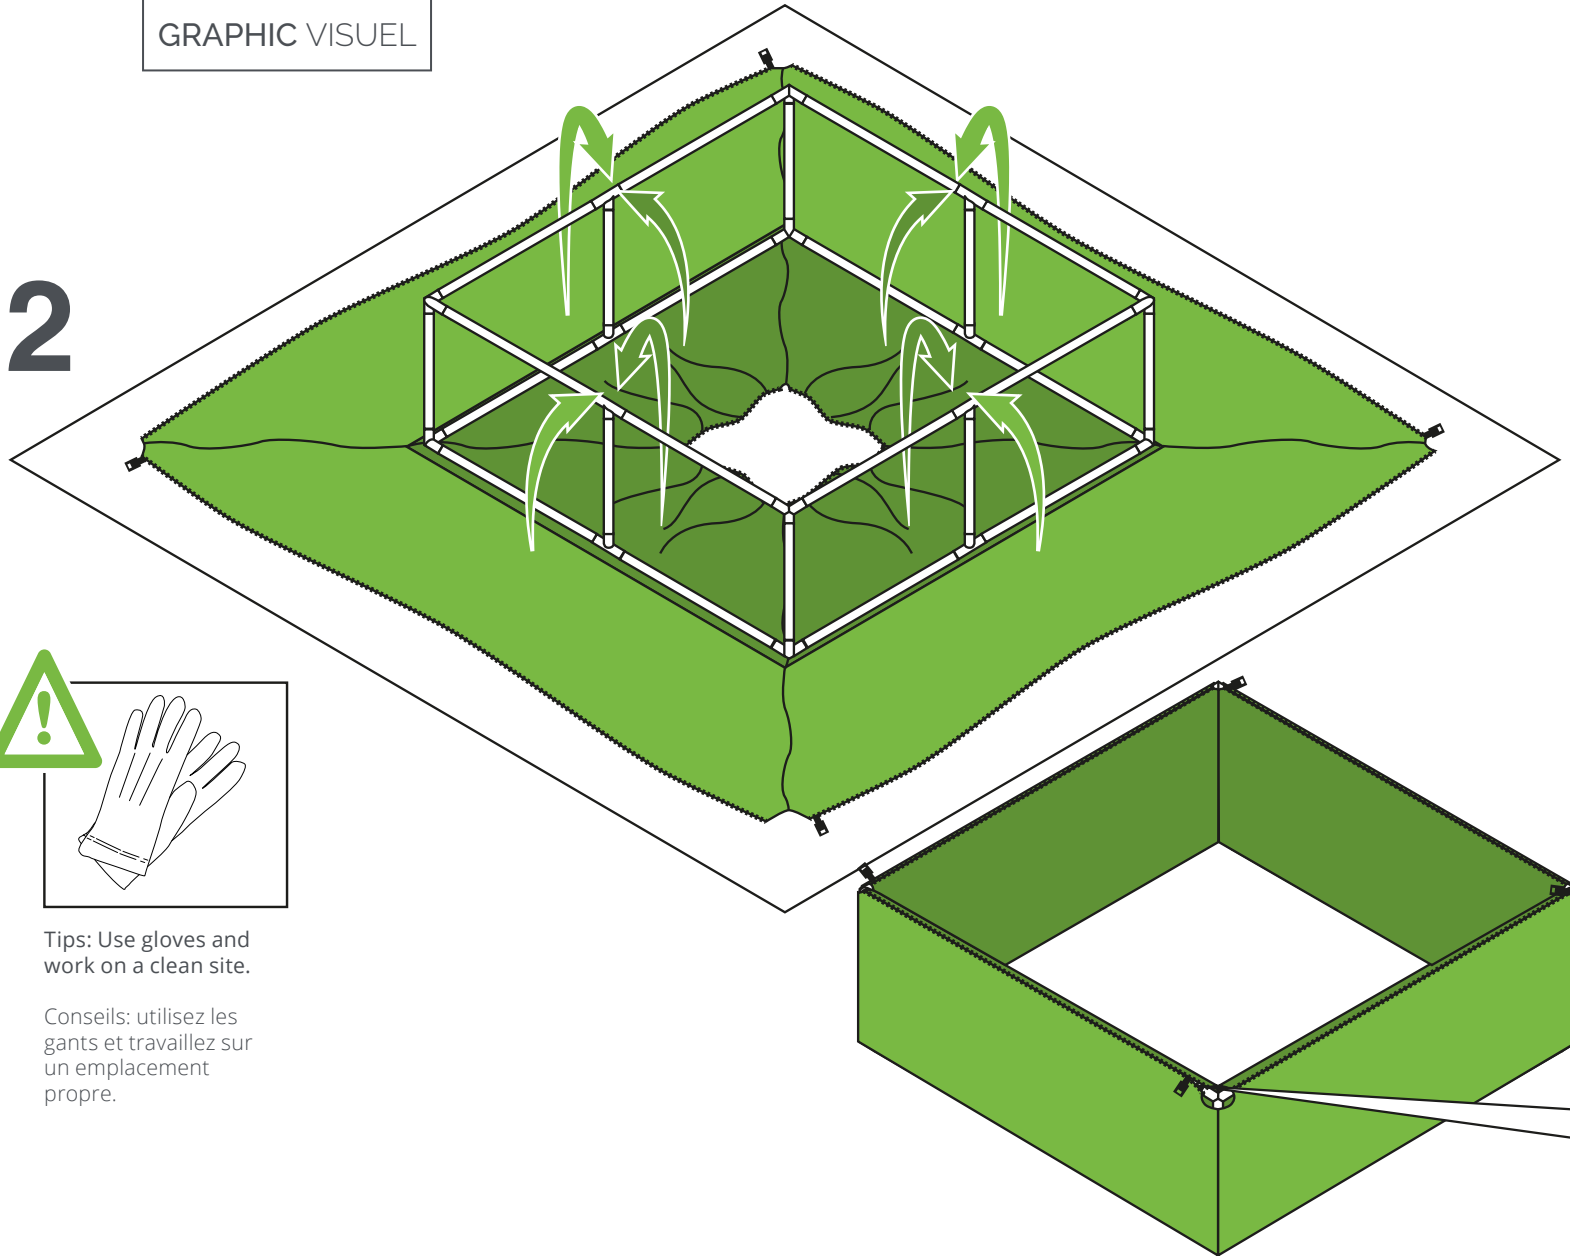 GRAPHIC VISUEL
2
Tips: Use gloves and
work on a clean site.
Conseils: utilisez les
gants et travaillez sur
un emplacement
propre.